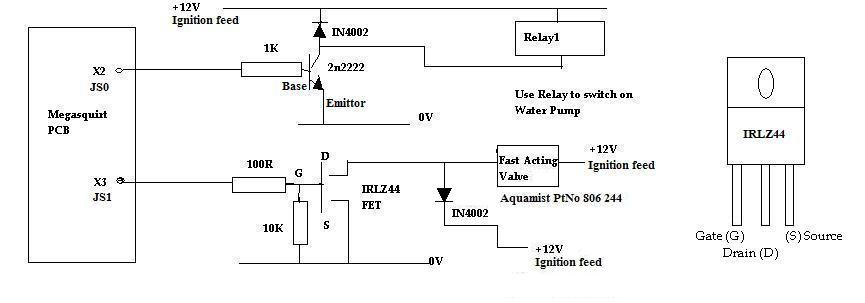 +12V
Ignition feed
IN4002
Relay1
1K
X2
JS0
2n2222
Base
Emittor
Use Relay to switch on
Water Pump
0V
Megasquirt
PCB
IRLZ44
D
100R
G
X3
JS1
IRLZ44
FET
Fast Acting
Valve
+12V
Ignition feed
Aquamist PtNo 806 244
10K
S
IN4002
0V
+12V
Ignition feed
Gate (G)
(S) Source
Drain (D)